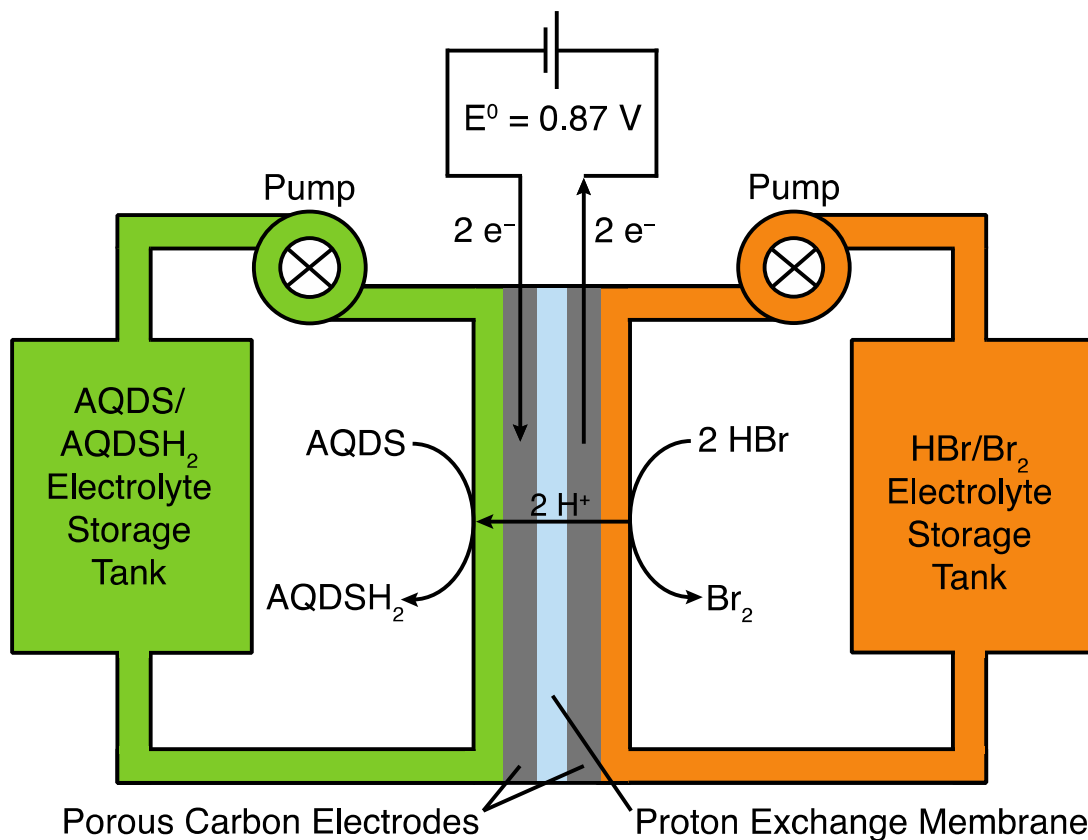 E⁰ = 0.87 V
Pump
Pump
2 e⁻
2 e⁻
AQDS/
AQDSH₂
Electrolyte
Storage
Tank
AQDS
2 HBr
2 H⁺
AQDSH₂
Br₂
HBr/Br₂
Electrolyte
Storage
Tank
Porous Carbon Electrodes
Proton Exchange Membrane